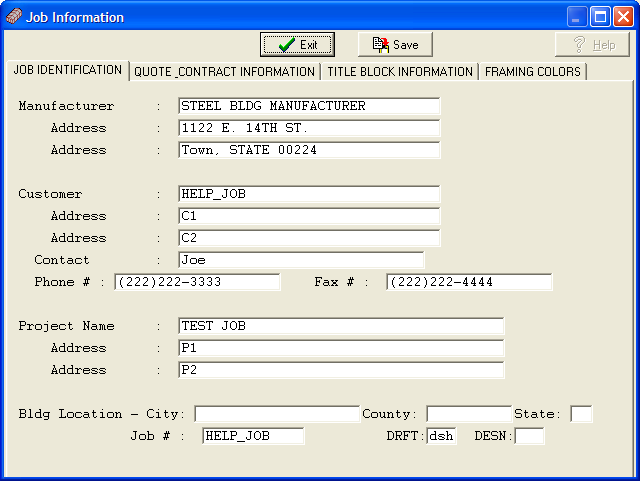 Job Information
Exit Save Help
JOB IDENTIFICATION QUOTE_CONTRACT INFORMATION TITLE BLOCK INFORMATION FRAMING COLORS
Manufacturer : STEEL BLDG MANUFACTURER
Address : 1122 E. 14TH ST.
Address : Town, STATE 00224
Customer : HELP_JOB
Address : C1
Address : C2
Contact : Joe
Phone # : (222)222-3333 Fax # : (222)222-4444
Project Name : TEST JOB
Address : P1
Address : P2
Bldg Location - City: County: State:
Job # : HELP_JOB DRFT: dsh DESN: